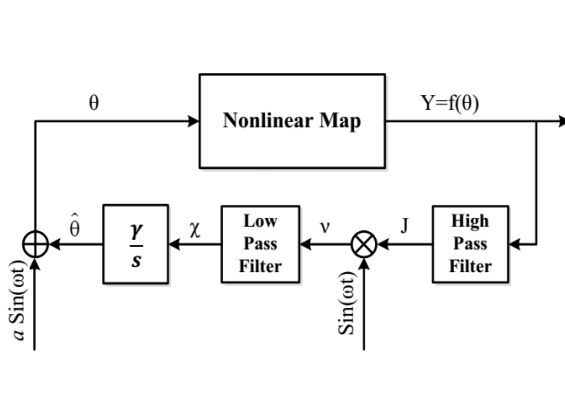 θ
Nonlinear Map
Y=f(θ)
θ̂
γ
s
χ
Low
Pass
Filter
ν
J
High
Pass
Filter
a Sin(ωt)
Sin(ωt)